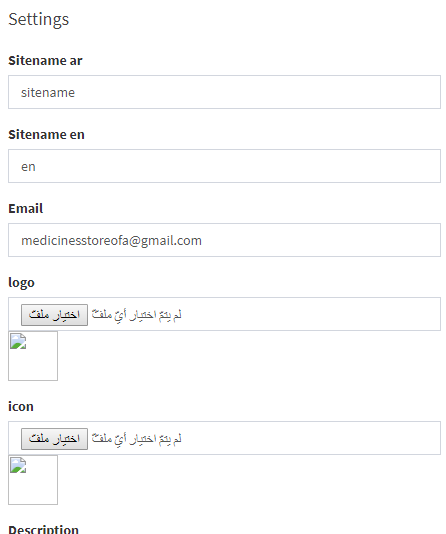 Settings
Sitename ar
sitename
Sitename en
en
Email
medicinesstoreofa@gmail.com
logo
اختيار ملفّ لم يتمّ اختيار أيّ ملفّ
icon
اختيار ملفّ لم يتمّ اختيار أيّ ملفّ
Description